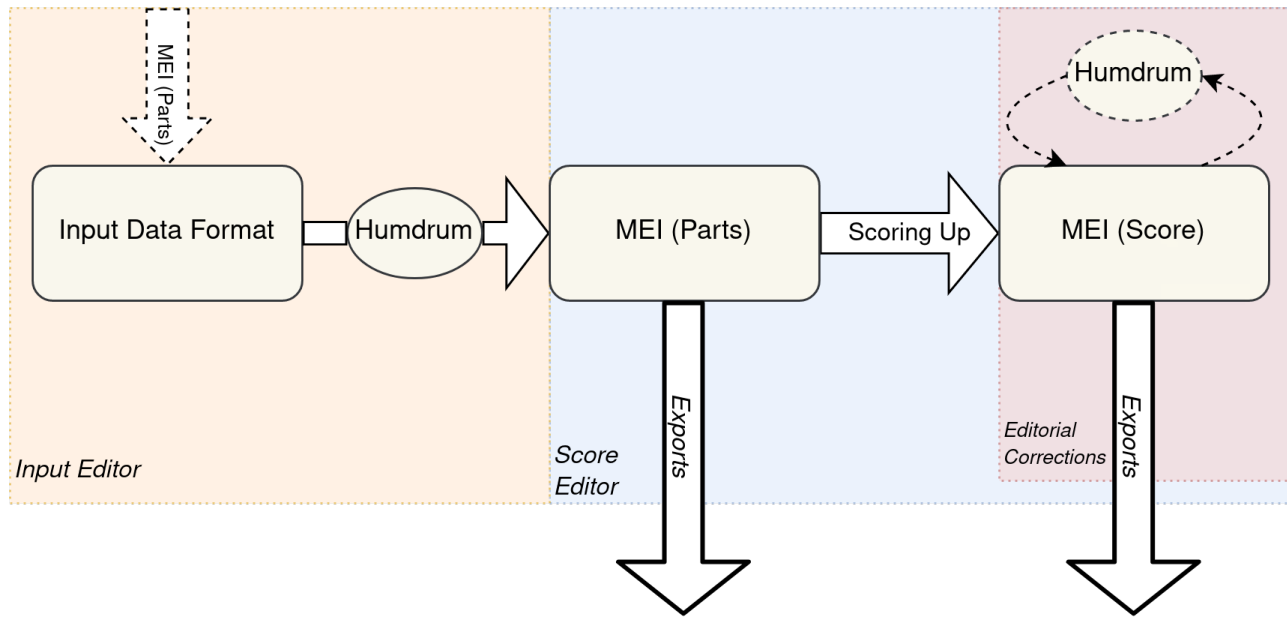 MEI (Parts)
Humdrum
Input Data Format
Humdrum
MEI (Parts)
Scoring Up
MEI (Score)
Exports
Exports
Input Editor
Score
Editor
Editorial
Corrections